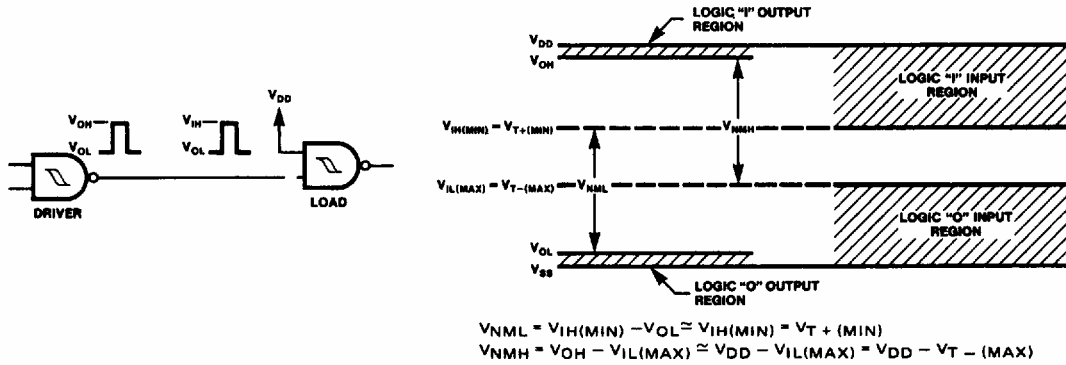 VOH
VOL
DRIVER
VIH
VOL
VDD
LOAD
LOGIC "I" OUTPUT
REGION
VDD
VOH
VIH(MIN) = VT+(MIN)
VIL(MAX) = VT–(MAX)
VOL
VSS
VNML
VNMH
LOGIC "I" INPUT
REGION
LOGIC "O" INPUT
REGION
LOGIC "O" OUTPUT
REGION
VNML = VIH(MIN) –VOL ≃ VIH(MIN) = VT + (MIN)
VNMH = VOH – VIL(MAX) ≃ VDD – VIL(MAX) = VDD – VT – (MAX)